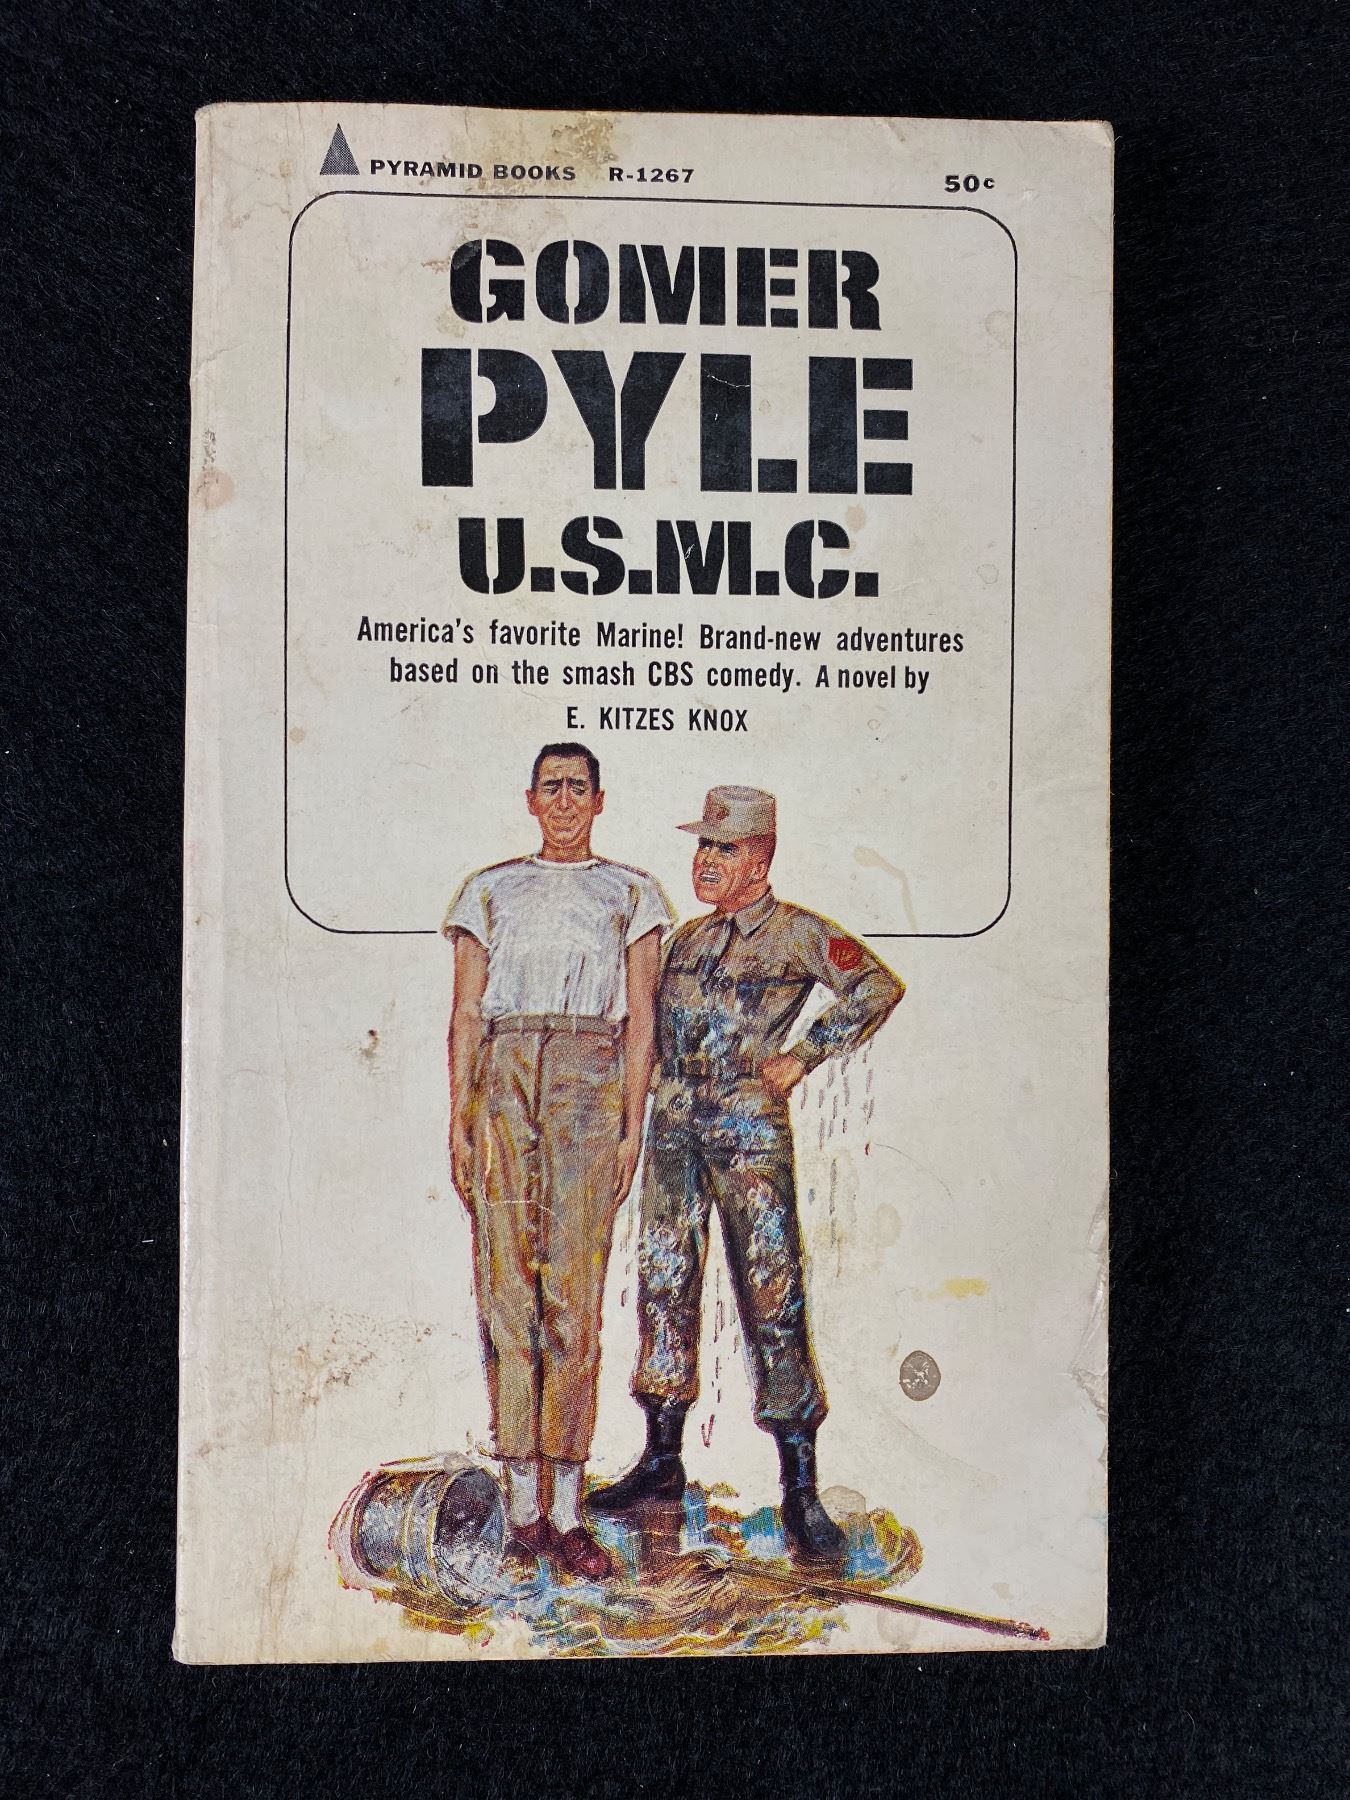 PYRAMID BOOKS R-1267 50c
GOMER
PYLE
U.S.M.C.
America's favorite Marine! Brand-new adventures
based on the smash CBS comedy. A novel by
E. KITZES KNOX